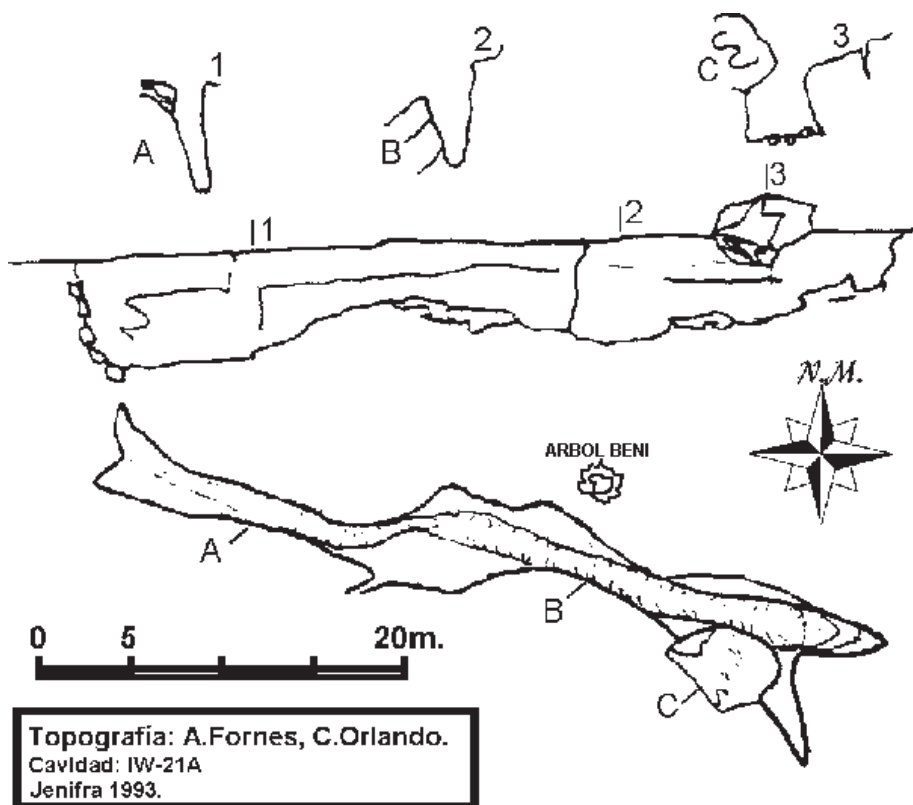 1
2
3
A
B
C
1
2
3
N.M.
ARBOL BENI
A
B
C
0 5 20m.
Topografía: A.Fornes, C.Orlando.
Cavidad: IW-21A
Jenifra 1993.